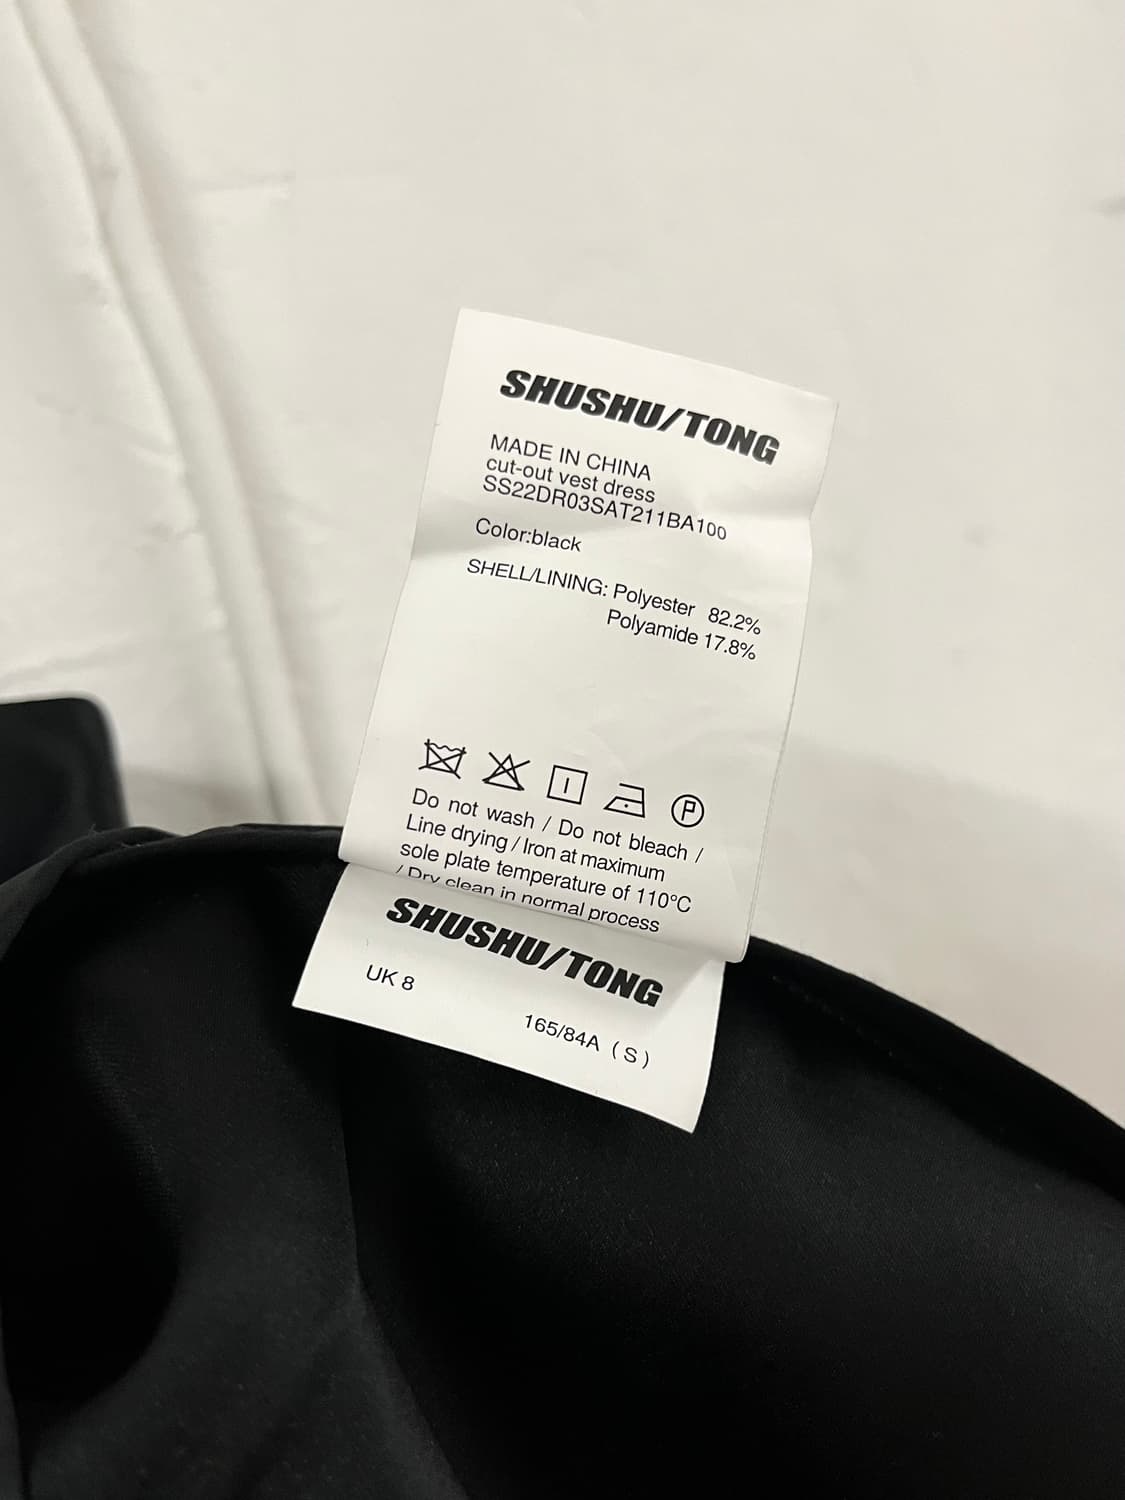 SHUSHU/TONG
MADE IN CHINA
cut-out vest dress
SS22DR03SAT211BA100
Color:black
SHELL/LINING: Polyester 82.2%
Polyamide 17.8%
P
Do not wash / Do not bleach /
Line drying / Iron at maximum
sole plate temperature of 110°C
/ Dry clean in normal process
SHUSHU/TONG
UK 8
165/84A (S)